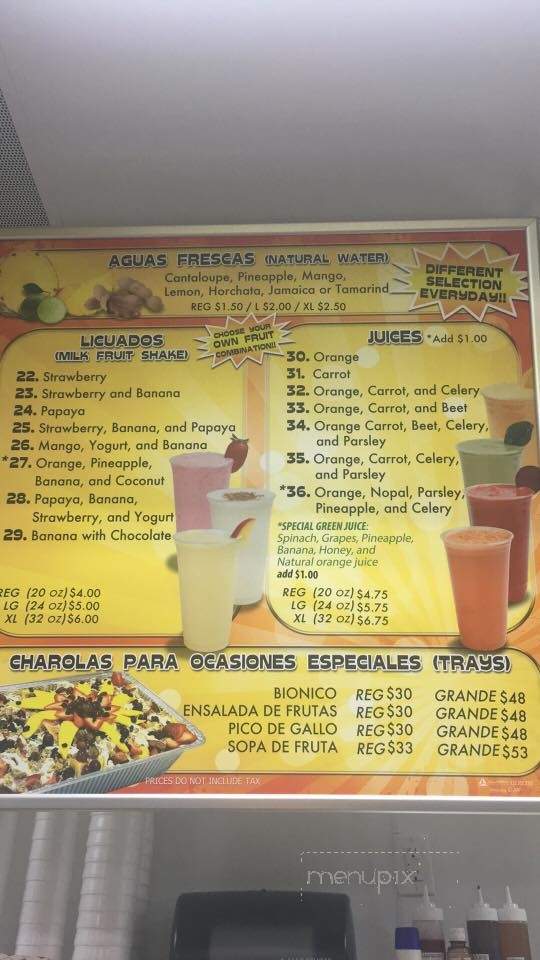 AGUAS FRESCAS (NATURAL WATER)
Cantaloupe, Pineapple, Mango,
Lemon, Horchata, Jamaica or Tamarind
REG $1.50 / L $2.00 / XL $2.50
DIFFERENT
SELECTION
EVERYDAY!!
LICUADOS
(MILK FRUIT SHAKE)
CHOOSE YOUR
OWN FRUIT
COMBINATION!!
22. Strawberry
23. Strawberry and Banana
24. Papaya
25. Strawberry, Banana, and Papaya
26. Mango, Yogurt, and Banana
*27. Orange, Pineapple,
Banana, and Coconut
28. Papaya, Banana,
Strawberry, and Yogurt
29. Banana with Chocolate
REG (20 oz) $4.00
LG (24 oz) $5.00
XL (32 oz) $6.00
JUICES *Add $1.00
30. Orange
31. Carrot
32. Orange, Carrot, and Celery
33. Orange, Carrot, and Beet
34. Orange Carrot, Beet, Celery,
and Parsley
35. Orange, Carrot, Celery,
and Parsley
*36. Orange, Nopal, Parsley,
Pineapple, and Celery
*SPECIAL GREEN JUICE:
Spinach, Grapes, Pineapple,
Banana, Honey, and
Natural orange juice
add $1.00
REG (20 oz) $4.75
LG (24 oz) $5.75
XL (32 oz) $6.75
CHAROLAS PARA OCASIONES ESPECIALES (TRAYS)
BIONICO REG $30 GRANDE $48
ENSALADA DE FRUTAS REG $30 GRANDE $48
PICO DE GALLO REG $30 GRANDE $48
SOPA DE FRUTA REG $33 GRANDE $53
PRICES DO NOT INCLUDE TAX
menupix